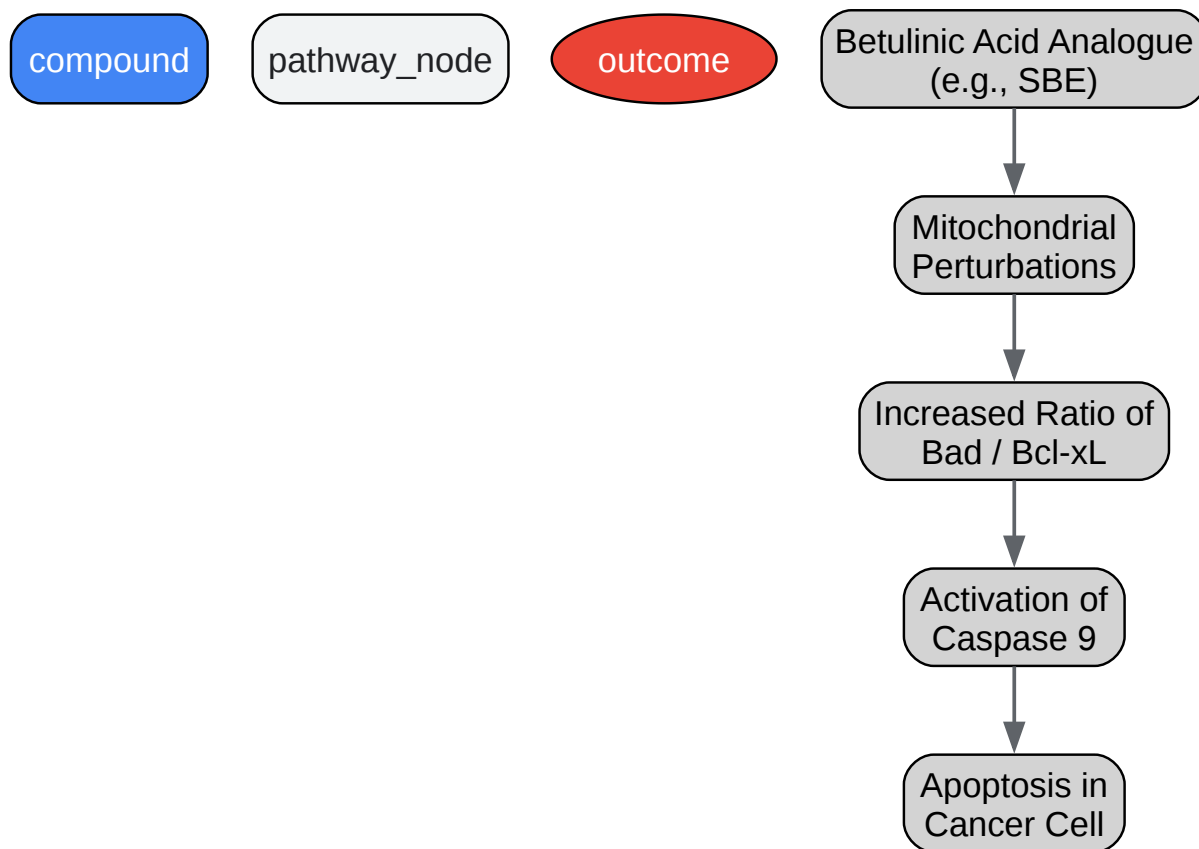 compound
pathway_node
outcome
Betulinic Acid Analogue
(e.g., SBE)
Mitochondrial
Perturbations
Increased Ratio of
Bad / Bcl-xL
Activation of
Caspase 9
Apoptosis in
Cancer Cell